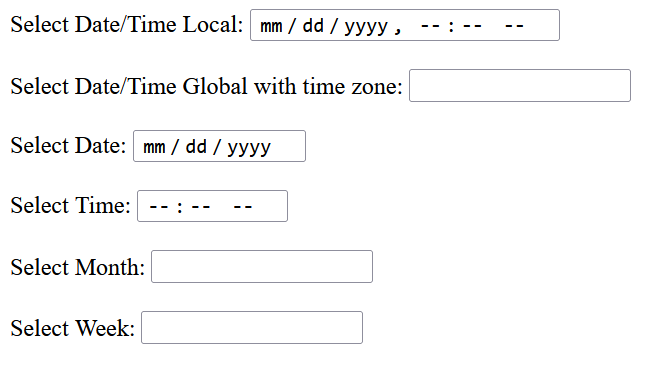 Select Date/Time Local: mm / dd / yyyy , -- : -- --
Select Date/Time Global with time zone:
Select Date: mm / dd / yyyy
Select Time: -- : -- --
Select Month:
Select Week: